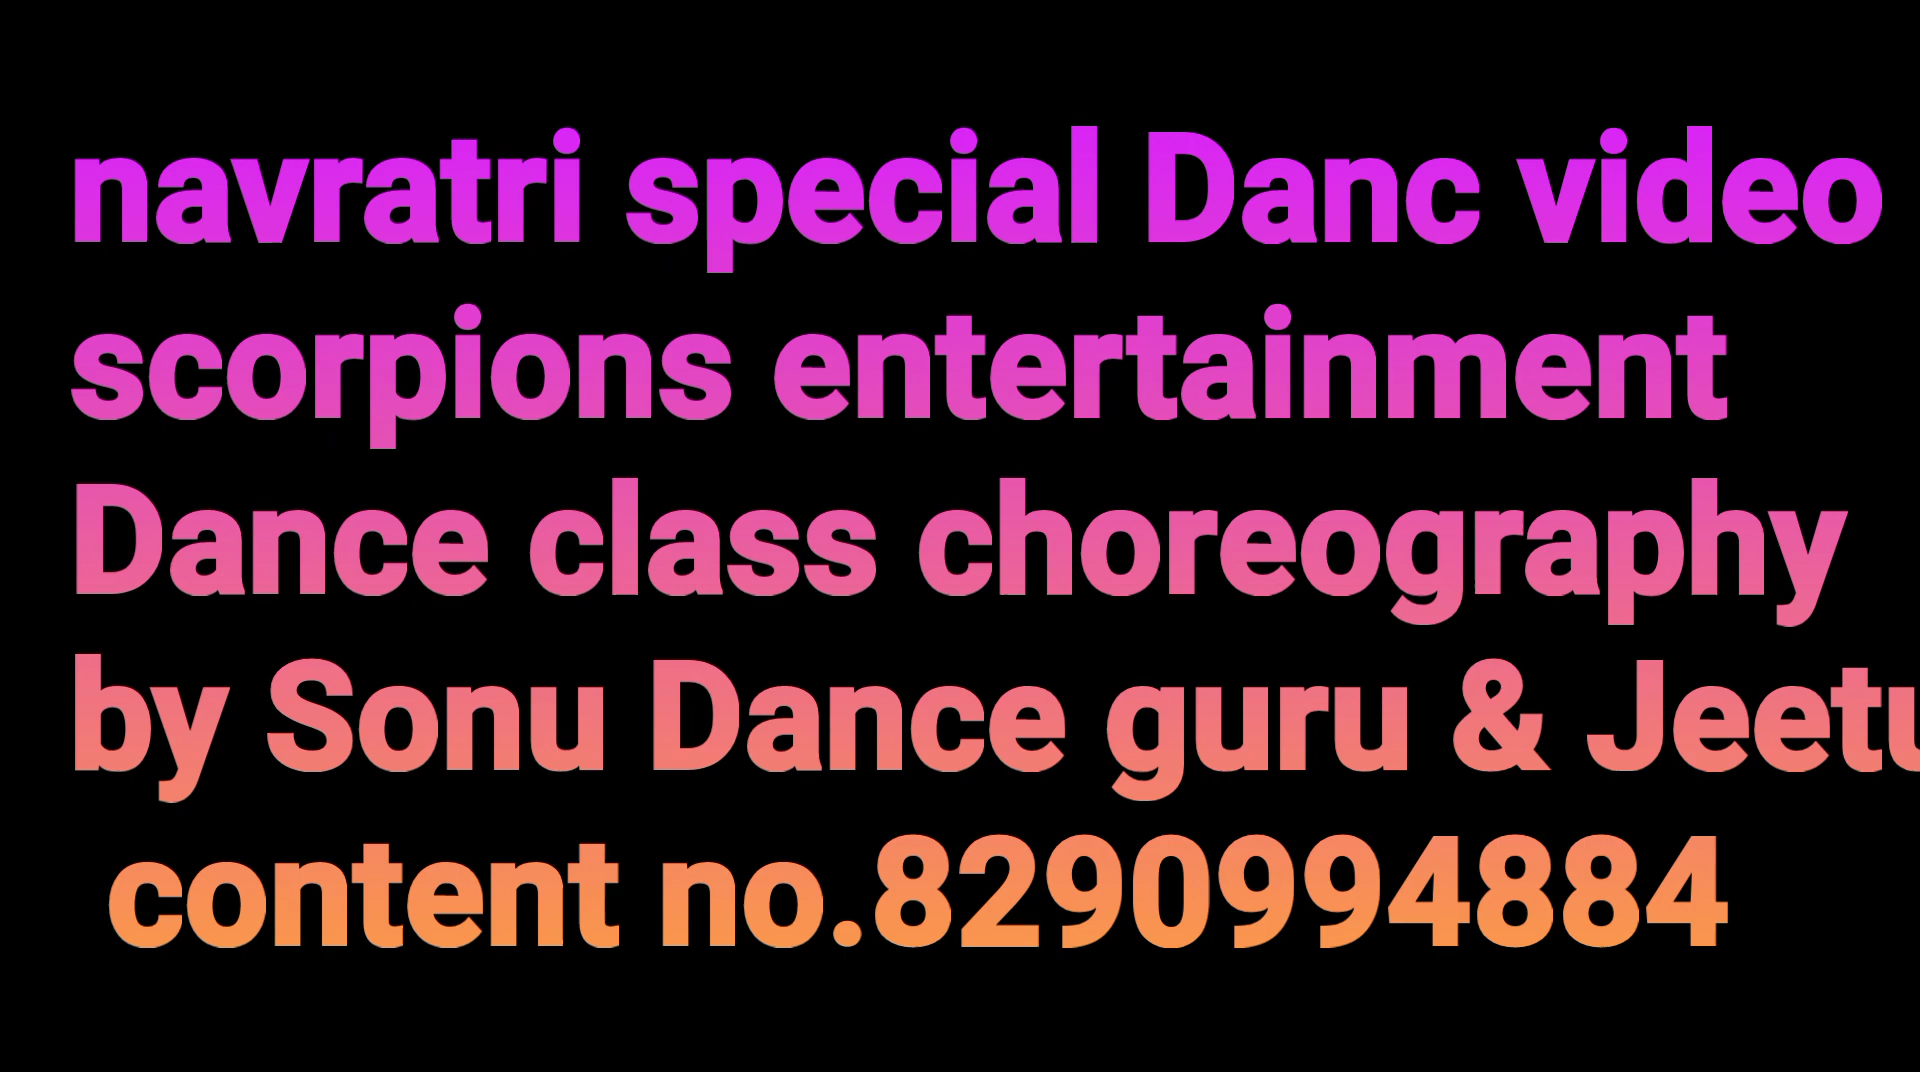 navratri special Danc video
scorpions entertainment
Dance class choreography
by Sonu Dance guru & Jeetu
content no.8290994884